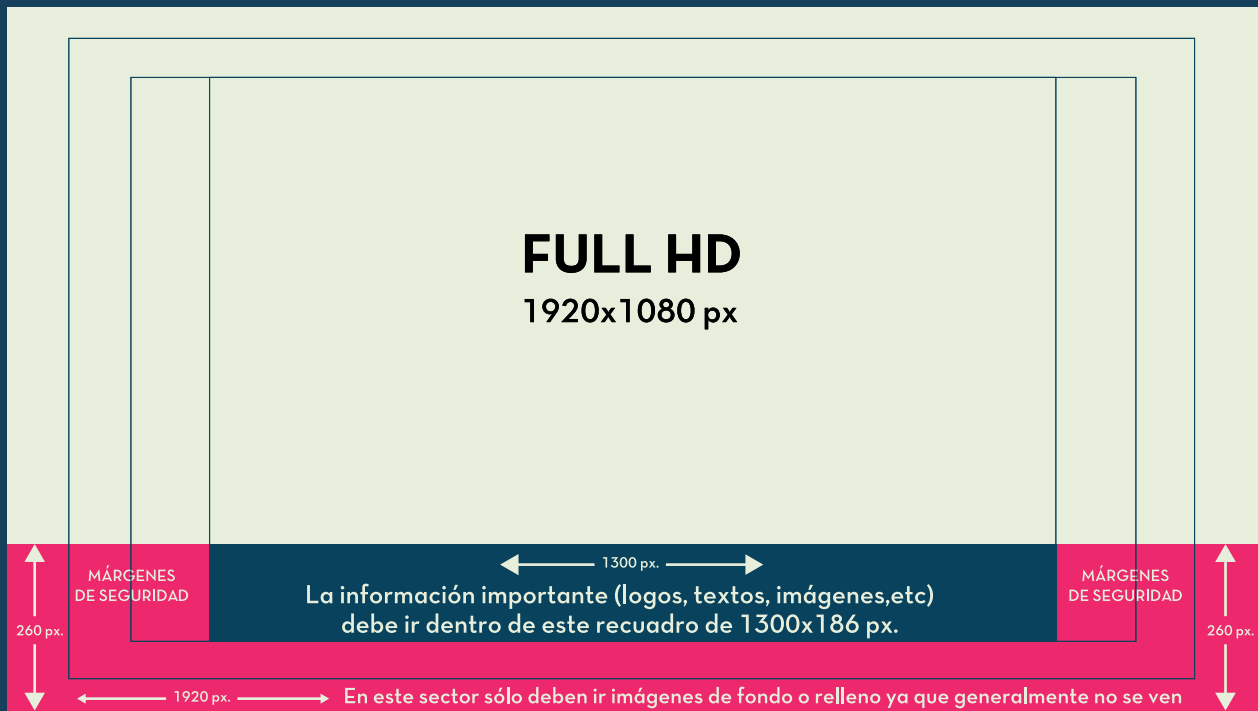 FULL HD
1920x1080 px
1300 px.
MÁRGENES
DE SEGURIDAD
La información importante (logos, textos, imágenes,etc)
debe ir dentro de este recuadro de 1300x186 px.
MÁRGENES
DE SEGURIDAD
260 px.
260 px.
1920 px.
En este sector sólo deben ir imágenes de fondo o relleno ya que generalmente no se ven